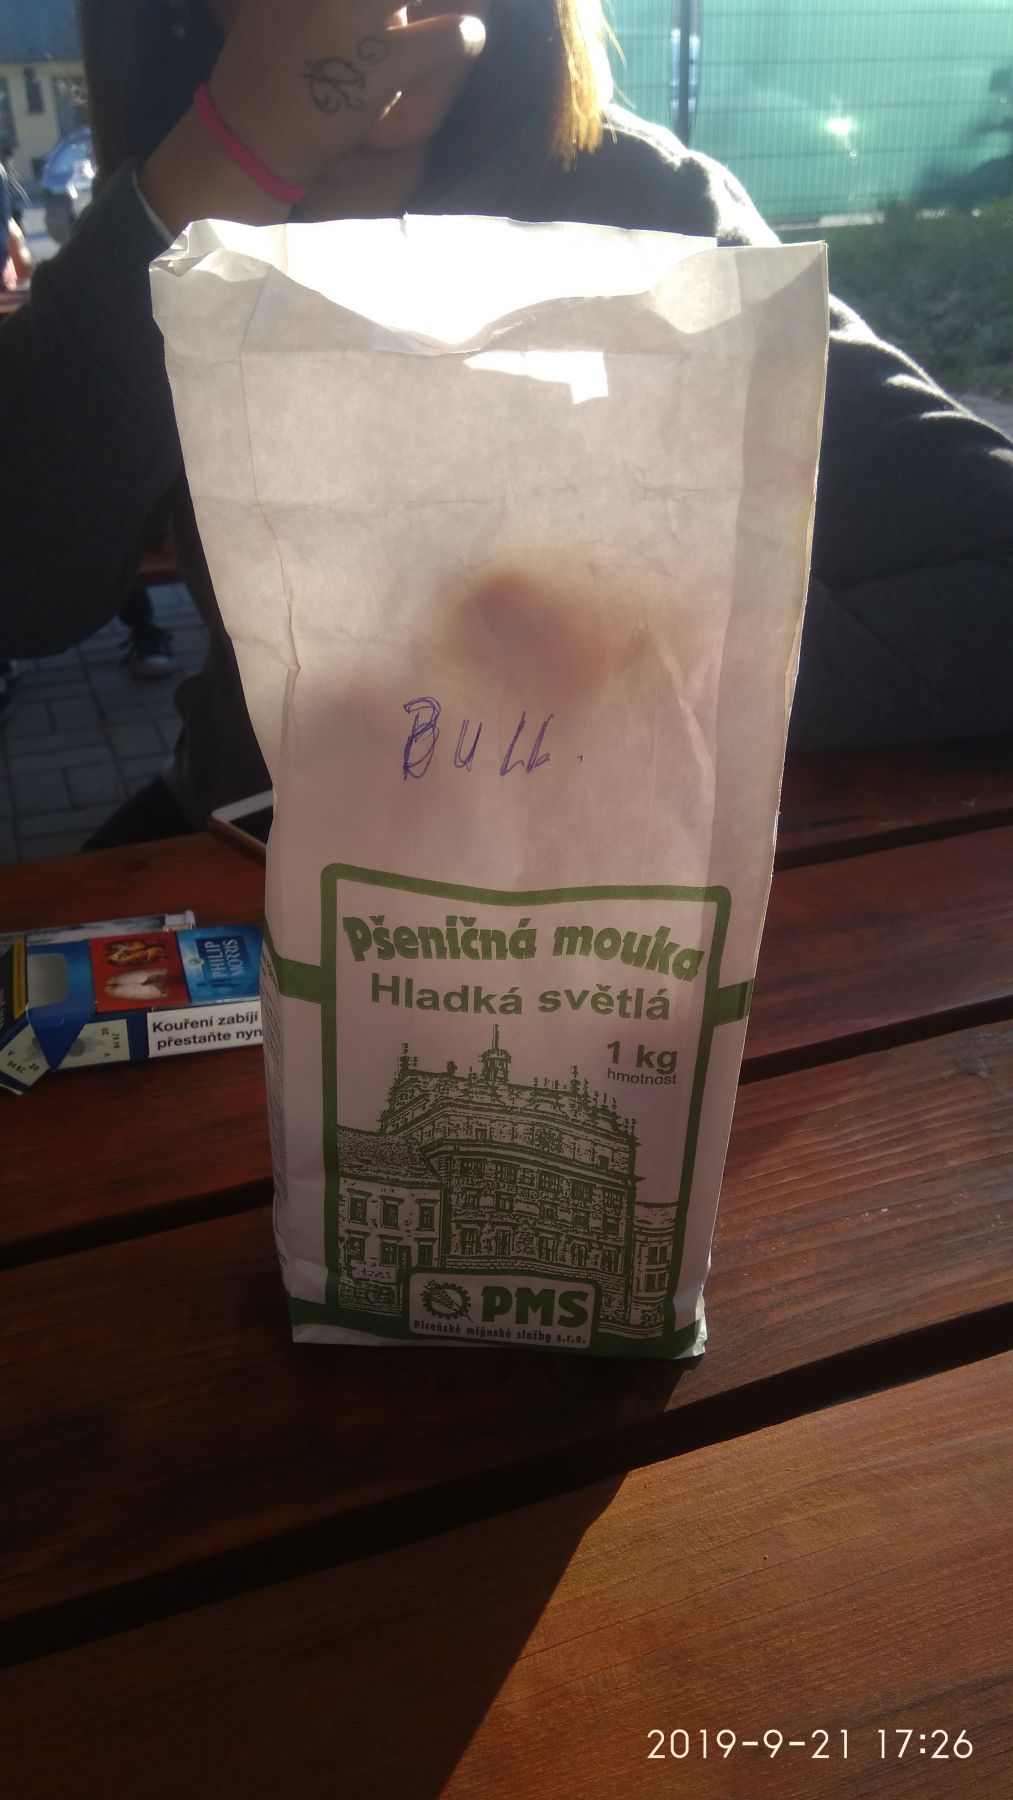 BULL.
Pšeničná mouka
Hladká světlá
1 kg
hmotnost
PMS
Plzeňské mlýnské služby s.r.o.
PHILIP
MORRIS
Kouření zabíjí
přestaňte nyn
2019-9-21 17:26